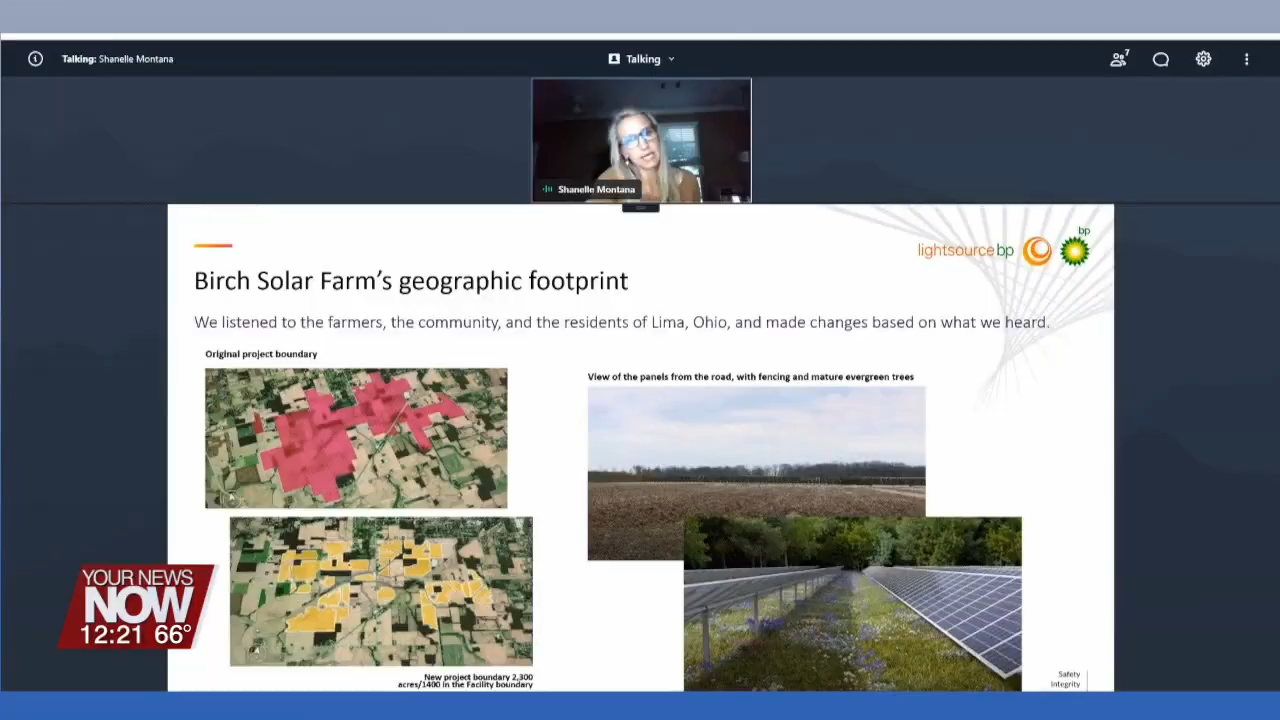 Talking: Shanelle Montana
Talking
7
Shanelle Montana
lightsource bp
bp
Birch Solar Farm's geographic footprint
We listened to the farmers, the community, and the residents of Lima, Ohio, and made changes based on what we heard.
Original project boundary
View of the panels from the road, with fencing and mature evergreen trees
New project boundary 2,300
acres/1400 in the Facility boundary
Safety
Integrity
YOUR NEWS
NOW
12:21 66°